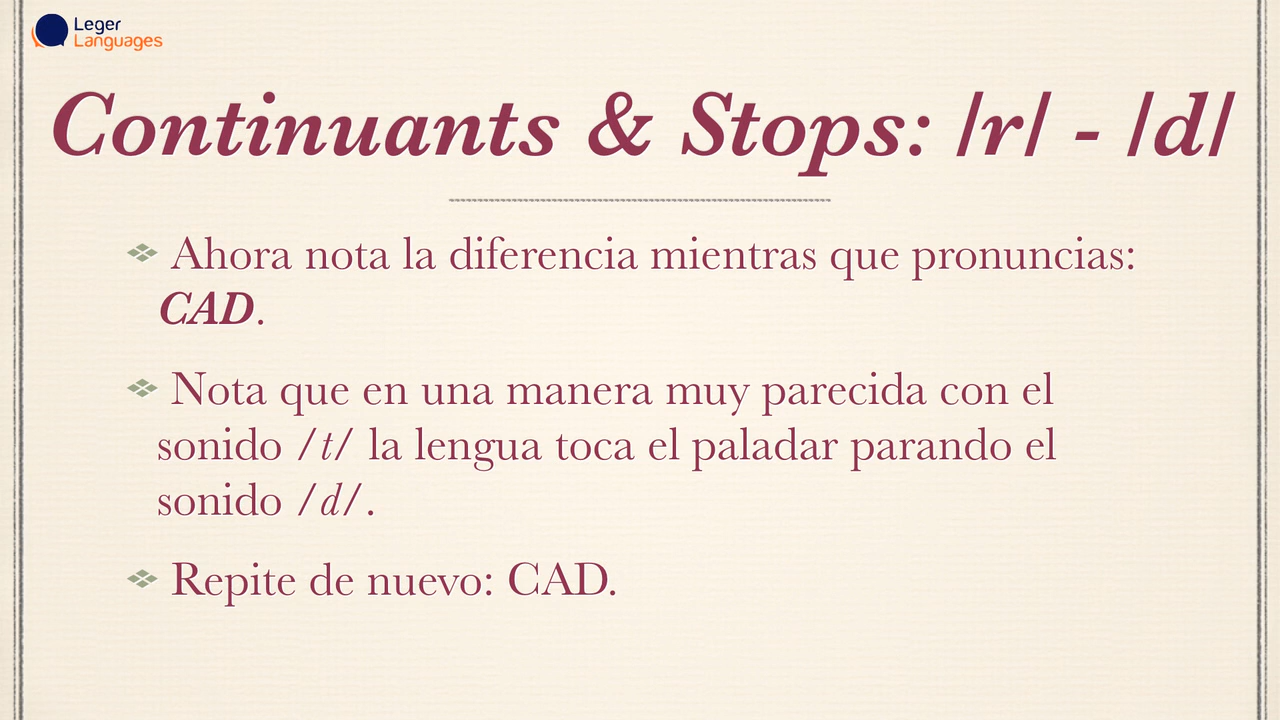 Leger
Languages
Continuants & Stops: /r/ - /d/
Ahora nota la diferencia mientras que pronuncias:
CAD.
Nota que en una manera muy parecida con el
sonido /t/ la lengua toca el paladar parando el
sonido /d/.
Repite de nuevo: CAD.